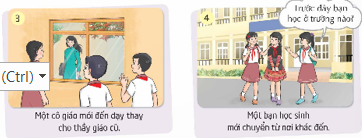 3
(Ctrl)
Một cô giáo mới đến dạy thay
cho thầy giáo cũ.
4
Trước đây bạn
học ở trường nào?
Một bạn học sinh
mới chuyển từ nơi khác đến.